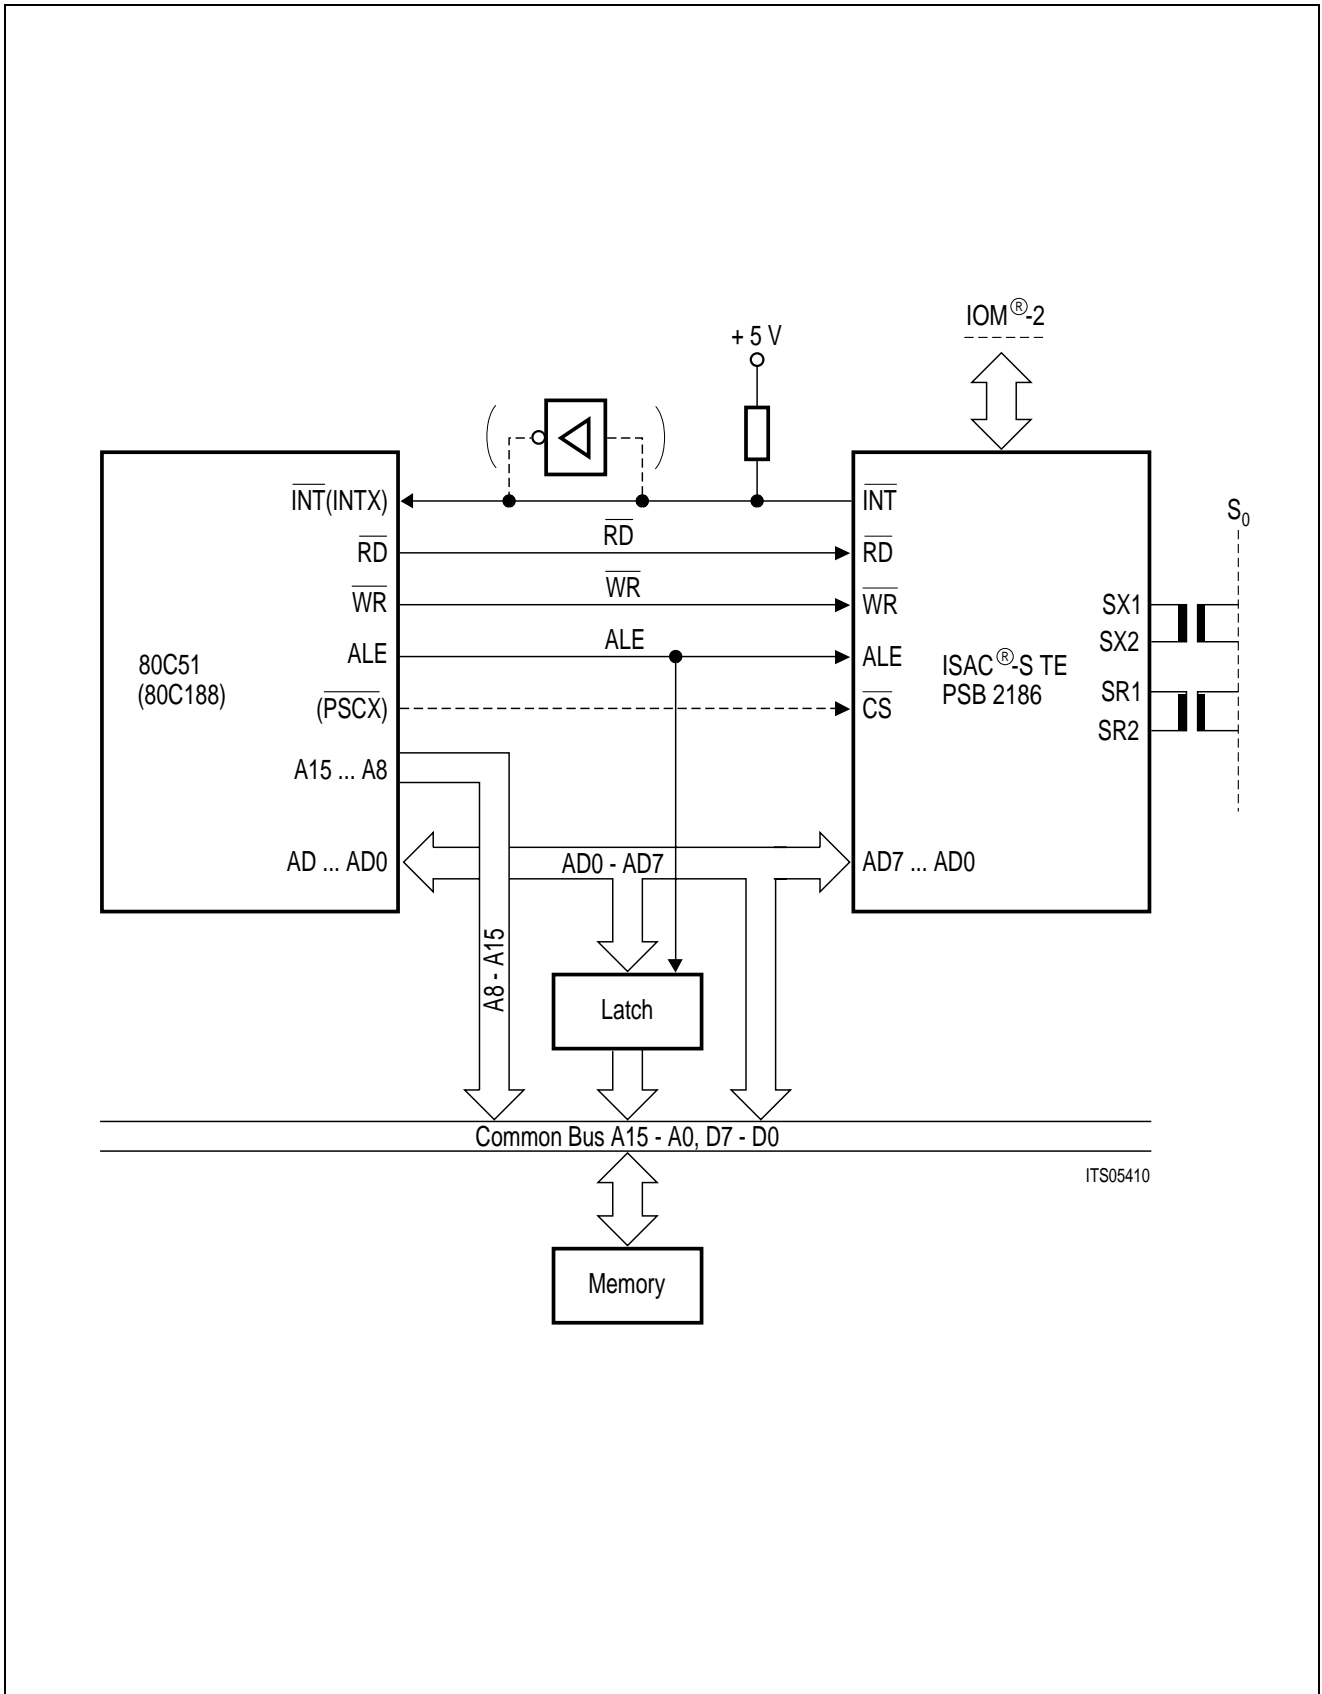 IOM®-2
+ 5 V
INT(INTX)
INT
RD
RD
RD
WR
WR
WR
ALE
ALE
ALE
(PSCX)
CS
A15 ... A8
AD ... AD0
AD0 - AD7
AD7 ... AD0
80C51
(80C188)
ISAC®-S TE
PSB 2186
SX1
SX2
SR1
SR2
S0
A8 - A15
Latch
Common Bus A15 - A0, D7 - D0
ITS05410
Memory